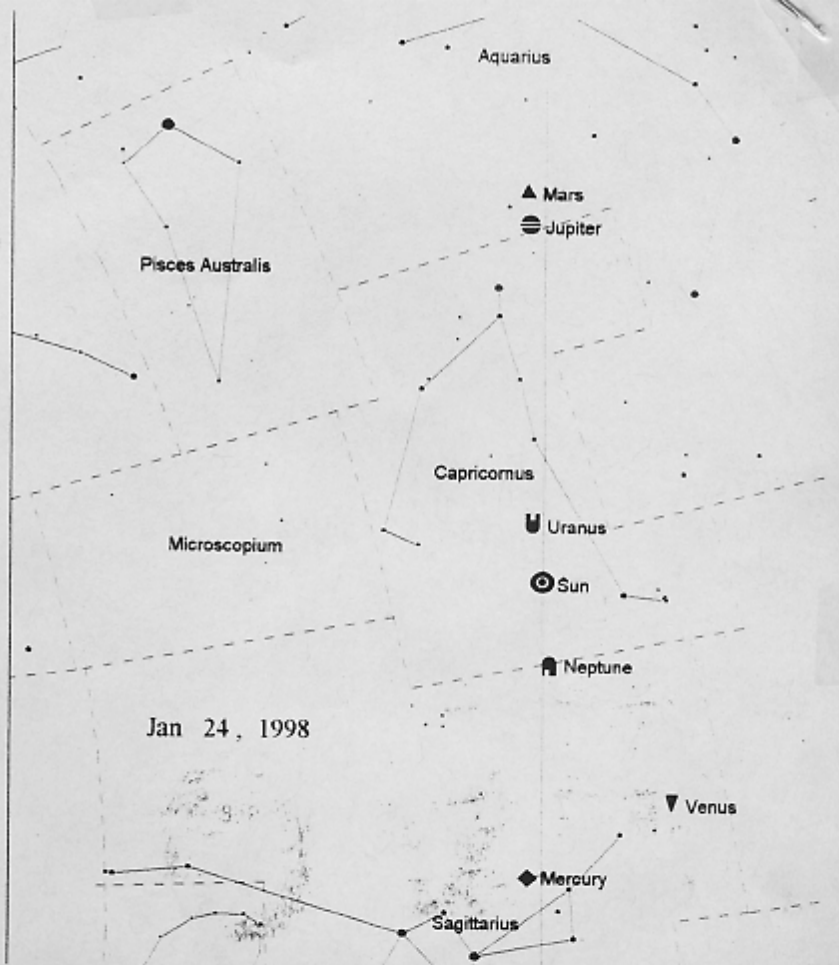 Aquarius
Mars
Jupiter
Pisces Australis
Capricornus
Uranus
Microscopium
Sun
Neptune
Jan 24, 1998
Venus
Mercury
Sagittarius